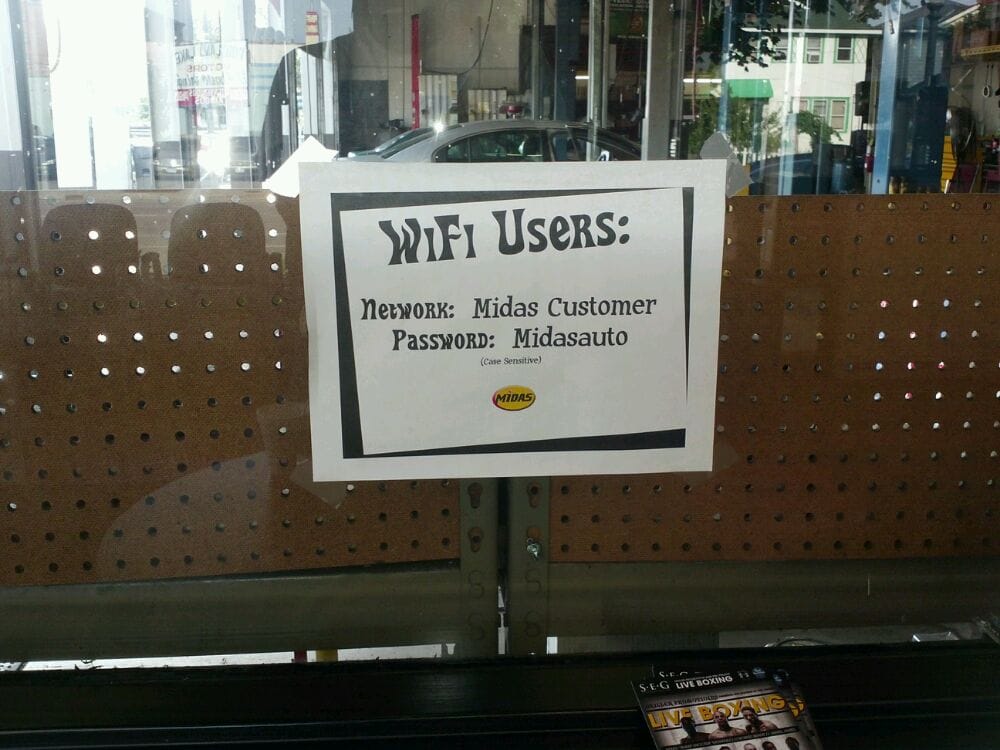 WiFi Users:
Network: Midas Customer
Password: Midasauto
(Case Sensitive)
MIDAS
S·E·G LIVE BOXING
LIVE BOXING